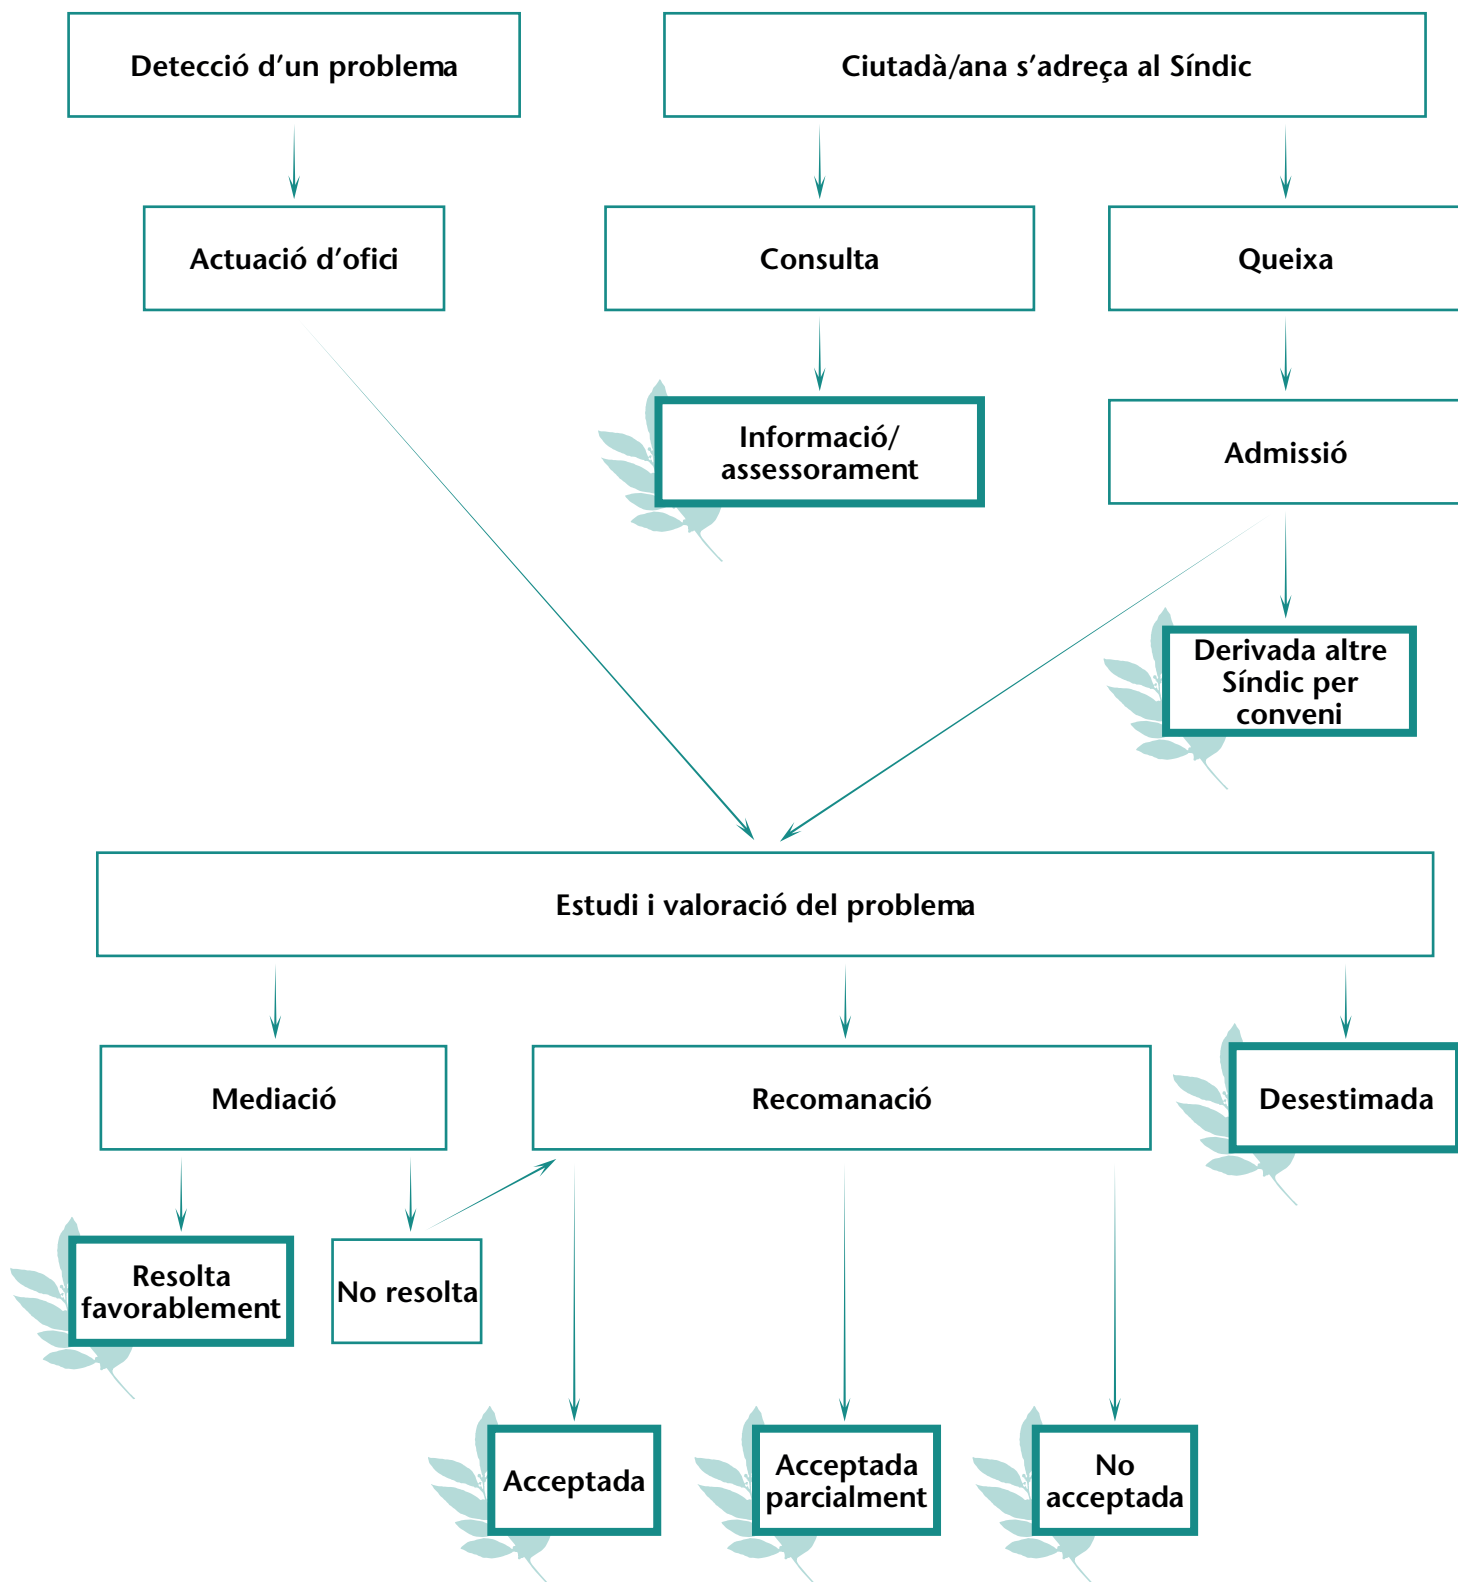 Detecció d’un problema
Ciutadà/ana s’adreça al Síndic
Actuació d’ofici
Consulta
Queixa
Informació/
assessorament
Admissió
Derivada altre
Síndic per
conveni
Estudi i valoració del problema
Mediació
Recomanació
Desestimada
Resolta
favorablement
No resolta
Acceptada
Acceptada
parcialment
No
acceptada